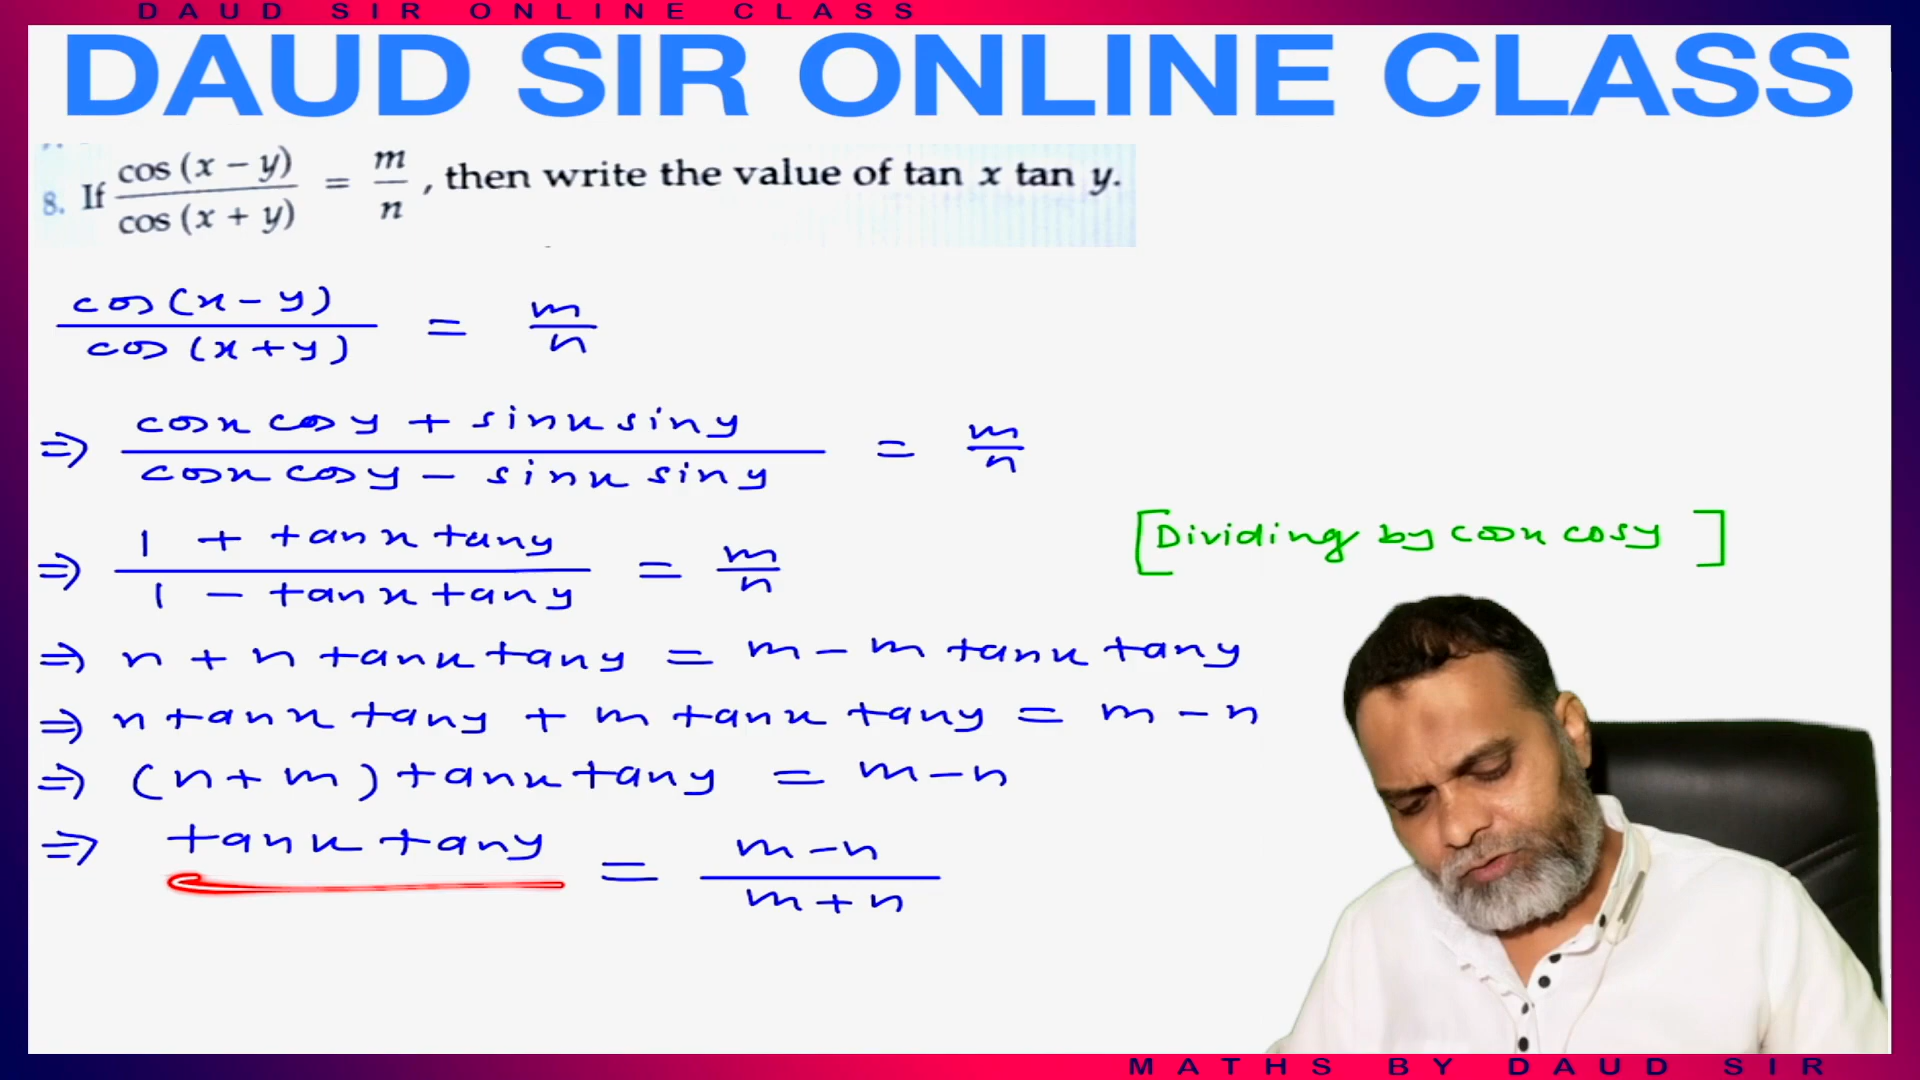 DAUD SIR ONLINE CLASS
DAUD SIR ONLINE CLASS
8. If cos (x − y) / cos (x + y) = m / n , then write the value of tan x tan y.
cos(x-y) / cos(x+y) = m / n
⇒ cosx cosy + sinx siny / cosx cosy - sinx siny = m / n
⇒ 1 + tanx tany / 1 - tanx tany = m / n
[Dividing by cosx cosy]
⇒ n + n tanx tany = m - m tanx tany
⇒ n tanx tany + m tanx tany = m - n
⇒ (n+m) tanx tany = m-n
⇒ tanx tany = m-n / m+n
MATHS BY DAUD SIR